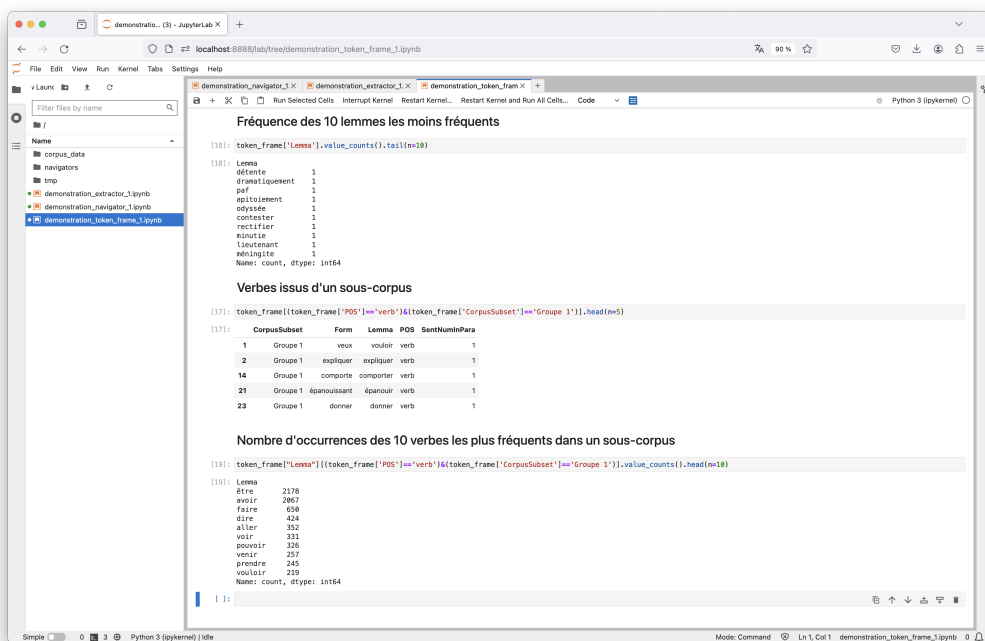 demonstratio... (3) - JupyterLab
localhost:8888/lab/tree/demonstration_token_frame_1.ipynb
90 %
File Edit View Run Kernel Tabs Settings Help
Launc
demonstration_navigator_1
demonstration_extractor_1.
demonstration_token_fram
Filter files by name
Run Selected Cells Interrupt Kernel Restart Kernel... Restart Kernel and Run All Cells... Code
Python 3 (ipykernel)
/
Name
corpus_data
navigators
tmp
demonstration_extractor_1.ipynb
demonstration_navigator_1.ipynb
demonstration_token_frame_1.ipynb
Fréquence des 10 lemmes les moins fréquents
[18]: token_frame['Lemma'].value_counts().tail(n=10)
[18]: Lemma
détente 1
dramatiquement 1
paf 1
apitoiement 1
odyssée 1
contester 1
rectifier 1
minutie 1
lieutenant 1
méningite 1
Name: count, dtype: int64
Verbes issus d'un sous-corpus
[17]: token_frame[(token_frame['POS']=='verb')&(token_frame['CorpusSubset']=='Groupe 1')].head(n=5)
[17]: CorpusSubset Form Lemma POS SentNumInPara
1 Groupe 1 veux vouloir verb 1
2 Groupe 1 expliquer expliquer verb 1
14 Groupe 1 comporte comporter verb 1
21 Groupe 1 épanouissant épanouir verb 1
23 Groupe 1 donner donner verb 1
Nombre d'occurrences des 10 verbes les plus fréquents dans un sous-corpus
[19]: token_frame["Lemma"][(token_frame['POS']=='verb')&(token_frame['CorpusSubset']=='Groupe 1')].value_counts().head(n=10)
[19]: Lemma
être 2178
avoir 2067
faire 650
dire 424
aller 352
voir 331
pouvoir 326
venir 257
prendre 245
vouloir 219
Name: count, dtype: int64
[ ]:
Simple 0 3 Python 3 (ipykernel) | Idle
Mode: Command Ln 1, Col 1 demonstration_token_frame_1.ipynb 0